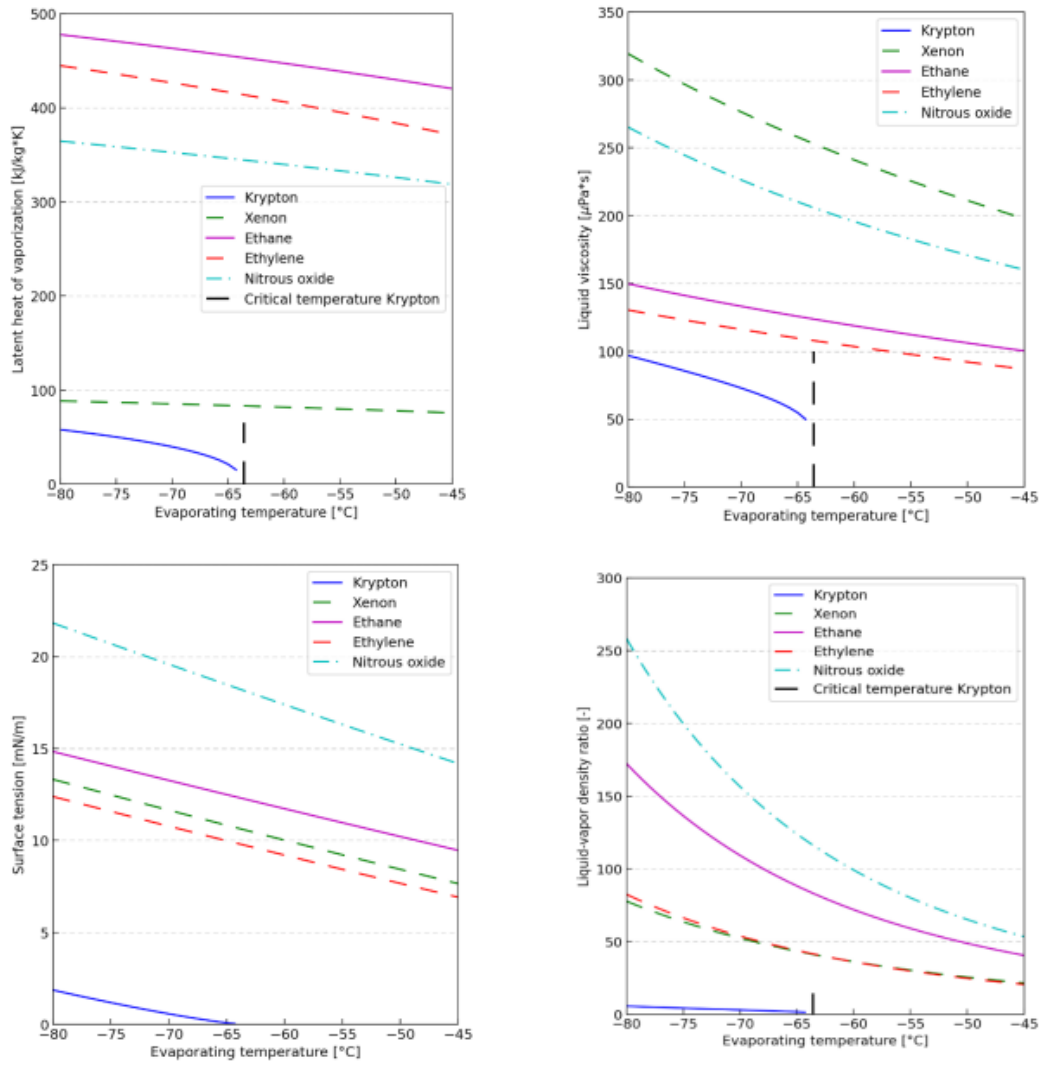 500
400
300
200
100
0
Latent heat of vaporization [kJ/kg*K]
Krypton
Xenon
Ethane
Ethylene
Nitrous oxide
Critical temperature Krypton
−80 −75 −70 −65 −60 −55 −50 −45
Evaporating temperature [°C]
350
300
250
200
150
100
50
0
Liquid viscosity [μPa*s]
Krypton
Xenon
Ethane
Ethylene
Nitrous oxide
−80 −75 −70 −65 −60 −55 −50 −45
Evaporating temperature [°C]
25
20
15
10
5
0
Surface tension [mN/m]
Krypton
Xenon
Ethane
Ethylene
Nitrous oxide
−80 −75 −70 −65 −60 −55 −50 −45
Evaporating temperature [°C]
300
250
200
150
100
50
0
Liquid-vapor density ratio [-]
Krypton
Xenon
Ethane
Ethylene
Nitrous oxide
Critical temperature Krypton
−80 −75 −70 −65 −60 −55 −50 −45
Evaporating temperature [°C]